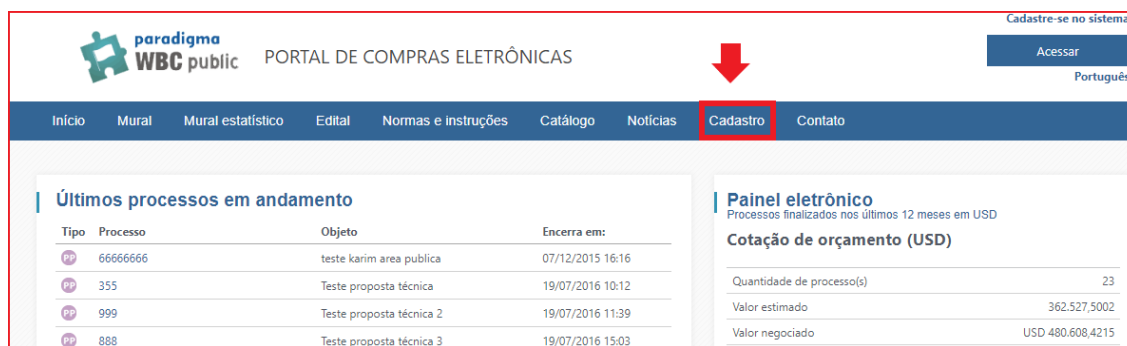 Cadastre-se no sistema
paradigma
WBC public
PORTAL DE COMPRAS ELETRÔNICAS
Acessar
Português
Início Mural Mural estatístico Edital Normas e instruções Catálogo Notícias Cadastro Contato
Últimos processos em andamento
Tipo Processo Objeto Encerra em:
PP 66666666 teste karim area publica 07/12/2015 16:16
PP 355 Teste proposta técnica 19/07/2016 10:12
PP 999 Teste proposta técnica 2 19/07/2016 11:39
PP 888 Teste proposta técnica 3 19/07/2016 15:03
Painel eletrônico
Processos finalizados nos últimos 12 meses em USD
Cotação de orçamento (USD)
Quantidade de processo(s) 23
Valor estimado 362.527,5002
Valor negociado USD 480.608,4215